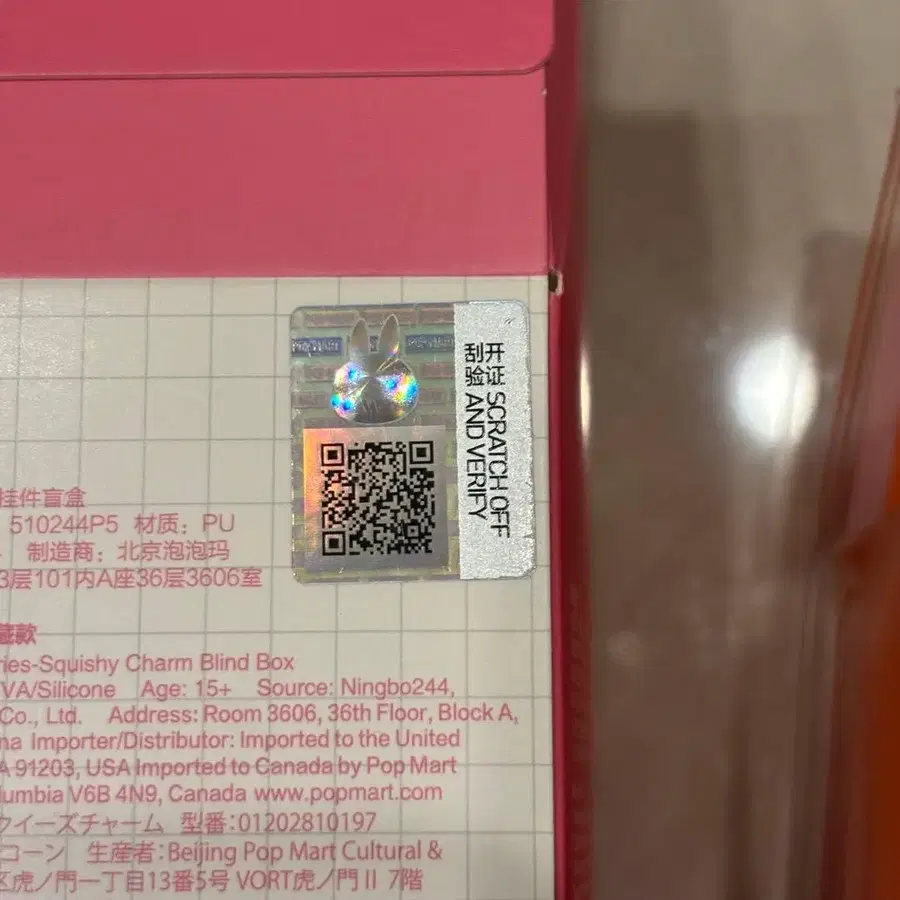 POP MART
POP MART
开 刮
证 验
SCRATCH OFF
AND VERIFY
挂件盲盒
510244P5 材质：PU
制造商：北京泡泡玛
3层101内A座36层3606室
藏款
ries-Squishy Charm Blind Box
VA/Silicone Age: 15+ Source: Ningbo244,
Co., Ltd. Address: Room 3606, 36th Floor, Block A,
na Importer/Distributor: Imported to the United
A 91203, USA Imported to Canada by Pop Mart
lumbia V6B 4N9, Canada www.popmart.com
クイーズチャーム 型番:01202810197
コーン 生産者:Beijing Pop Mart Cultural &
区虎ノ門一丁目13番5号 VORT虎ノ門Ⅱ 7階